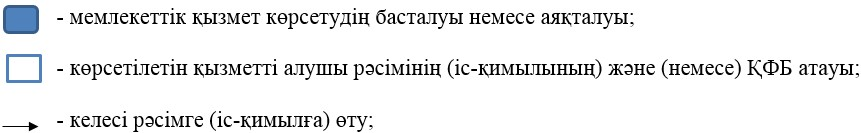 - мемлекеттік қызмет көрсетудің басталуы немесе аяқталуы;
- көрсетілетін қызметті алушы рәсімінің (іс-қимылының) және (немесе) ҚФБ атауы;
- келесі рәсімге (іс-қимылға) өту;